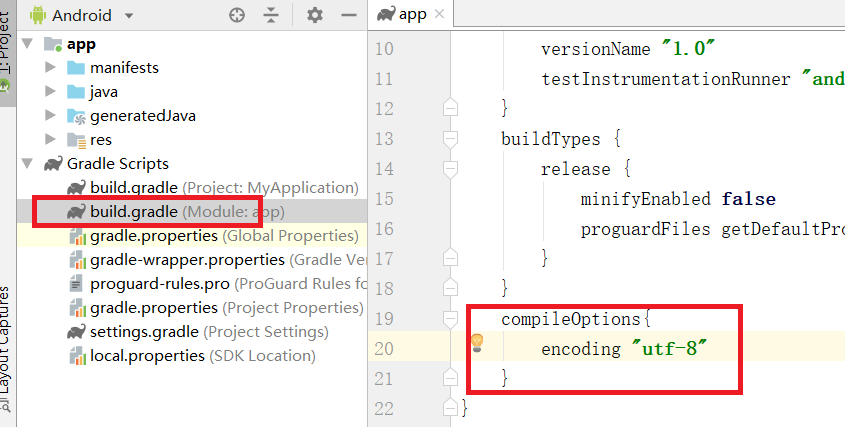 1: Project
Layout Captures
Android
app
manifests
java
generatedJava
res
Gradle Scripts
build.gradle (Project: MyApplication)
build.gradle (Module: app)
gradle.properties (Global Properties)
gradle-wrapper.properties (Gradle Ver
proguard-rules.pro (ProGuard Rules fo
gradle.properties (Project Properties)
settings.gradle (Project Settings)
local.properties (SDK Location)
app
10 versionName "1.0"
11 testInstrumentationRunner "and
12 }
13 buildTypes {
14 release {
15 minifyEnabled false
16 proguardFiles getDefaultPro
17 }
18 }
19 compileOptions{
20 encoding "utf-8"
21 }
22 }